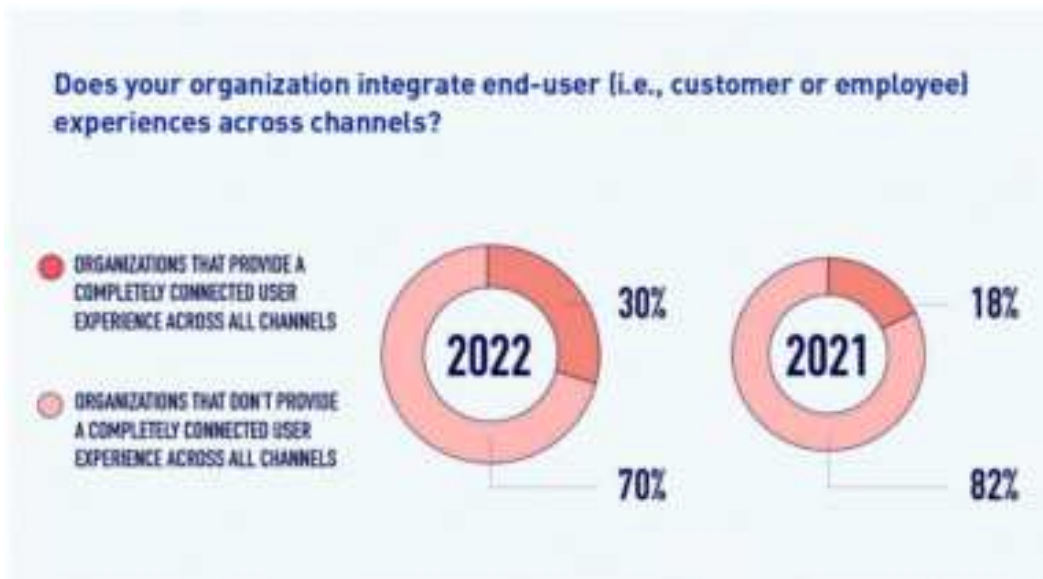 Does your organization integrate end-user (i.e., customer or employee)
experiences across channels?
ORGANIZATIONS THAT PROVIDE A
COMPLETELY CONNECTED USER
EXPERIENCE ACROSS ALL CHANNELS
ORGANIZATIONS THAT DON'T PROVIDE
A COMPLETELY CONNECTED USER
EXPERIENCE ACROSS ALL CHANNELS
2022
30%
70%
2021
18%
82%